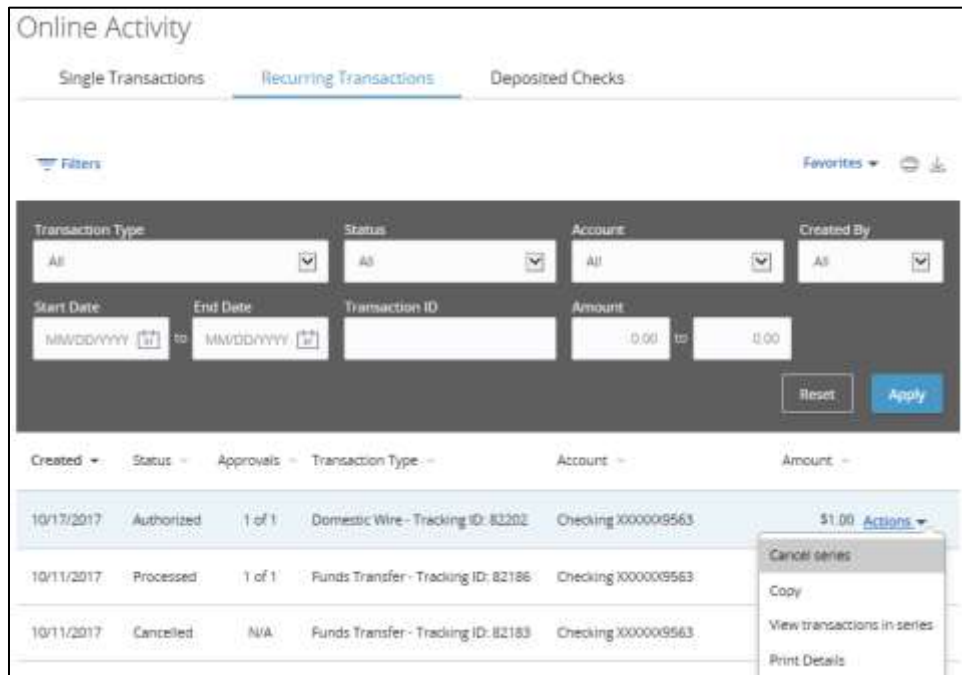 Online Activity
Single Transactions Recurring Transactions Deposited Checks
Filters Favorites
Transaction Type Status Account Created By
All All All All
Start Date End Date Transaction ID Amount
MM/DD/YYYY to MM/DD/YYYY 0.00 to 0.00
Reset Apply
Created Status Approvals Transaction Type Account Amount
10/17/2017 Authorized 1 of 1 Domestic Wire - Tracking ID: 82202 Checking XXXXXX9563 $1.00 Actions
Cancel series
10/11/2017 Processed 1 of 1 Funds Transfer - Tracking ID: 82186 Checking XXXXXX9563
Copy
View transactions in series
10/11/2017 Cancelled N/A Funds Transfer - Tracking ID: 82183 Checking XXXXXX9563
Print Details